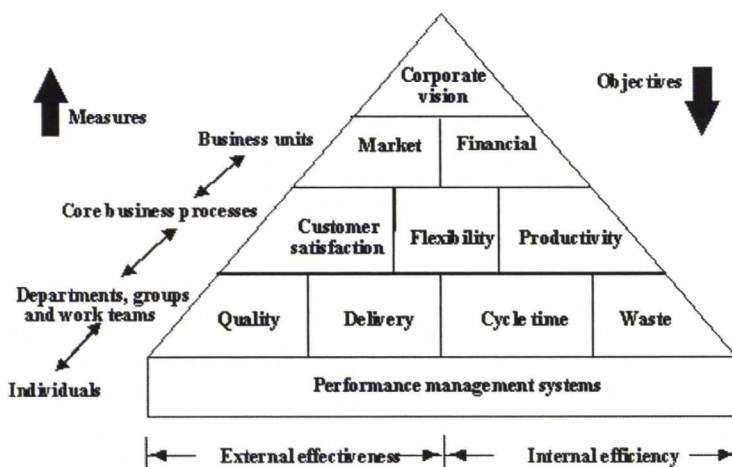 Corporate
vision
Objectives
Measures
Business units
Market
Financial
Core business processes
Customer
satisfaction
Flexibility
Productivity
Departments, groups
and work teams
Quality
Delivery
Cycle time
Waste
Individuals
Performance management systems
External effectiveness
Internal efficiency